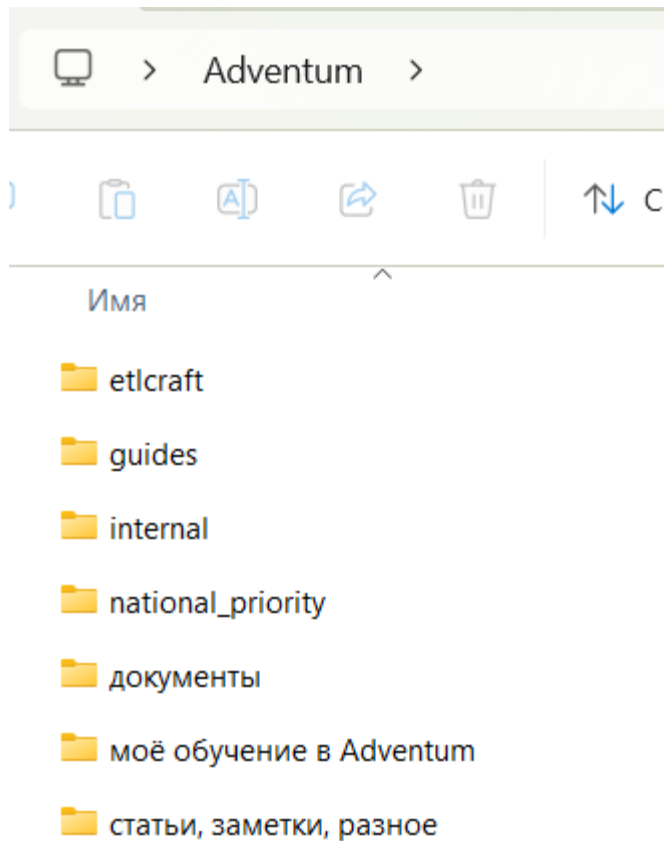 Adventum
С
Имя
etlcraft
guides
internal
national_priority
документы
моё обучение в Adventum
статьи, заметки, разное